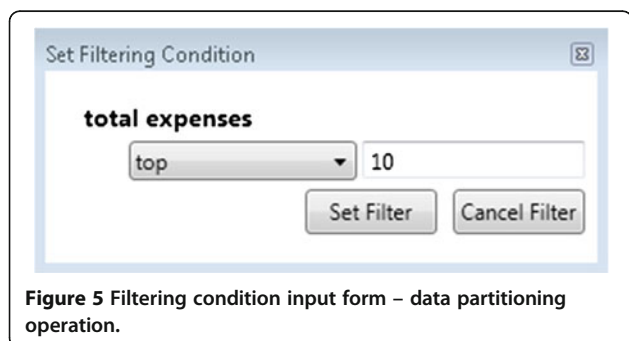 Set Filtering Condition
total expenses
top 10
Set Filter Cancel Filter
Figure 5 Filtering condition input form – data partitioning
operation.